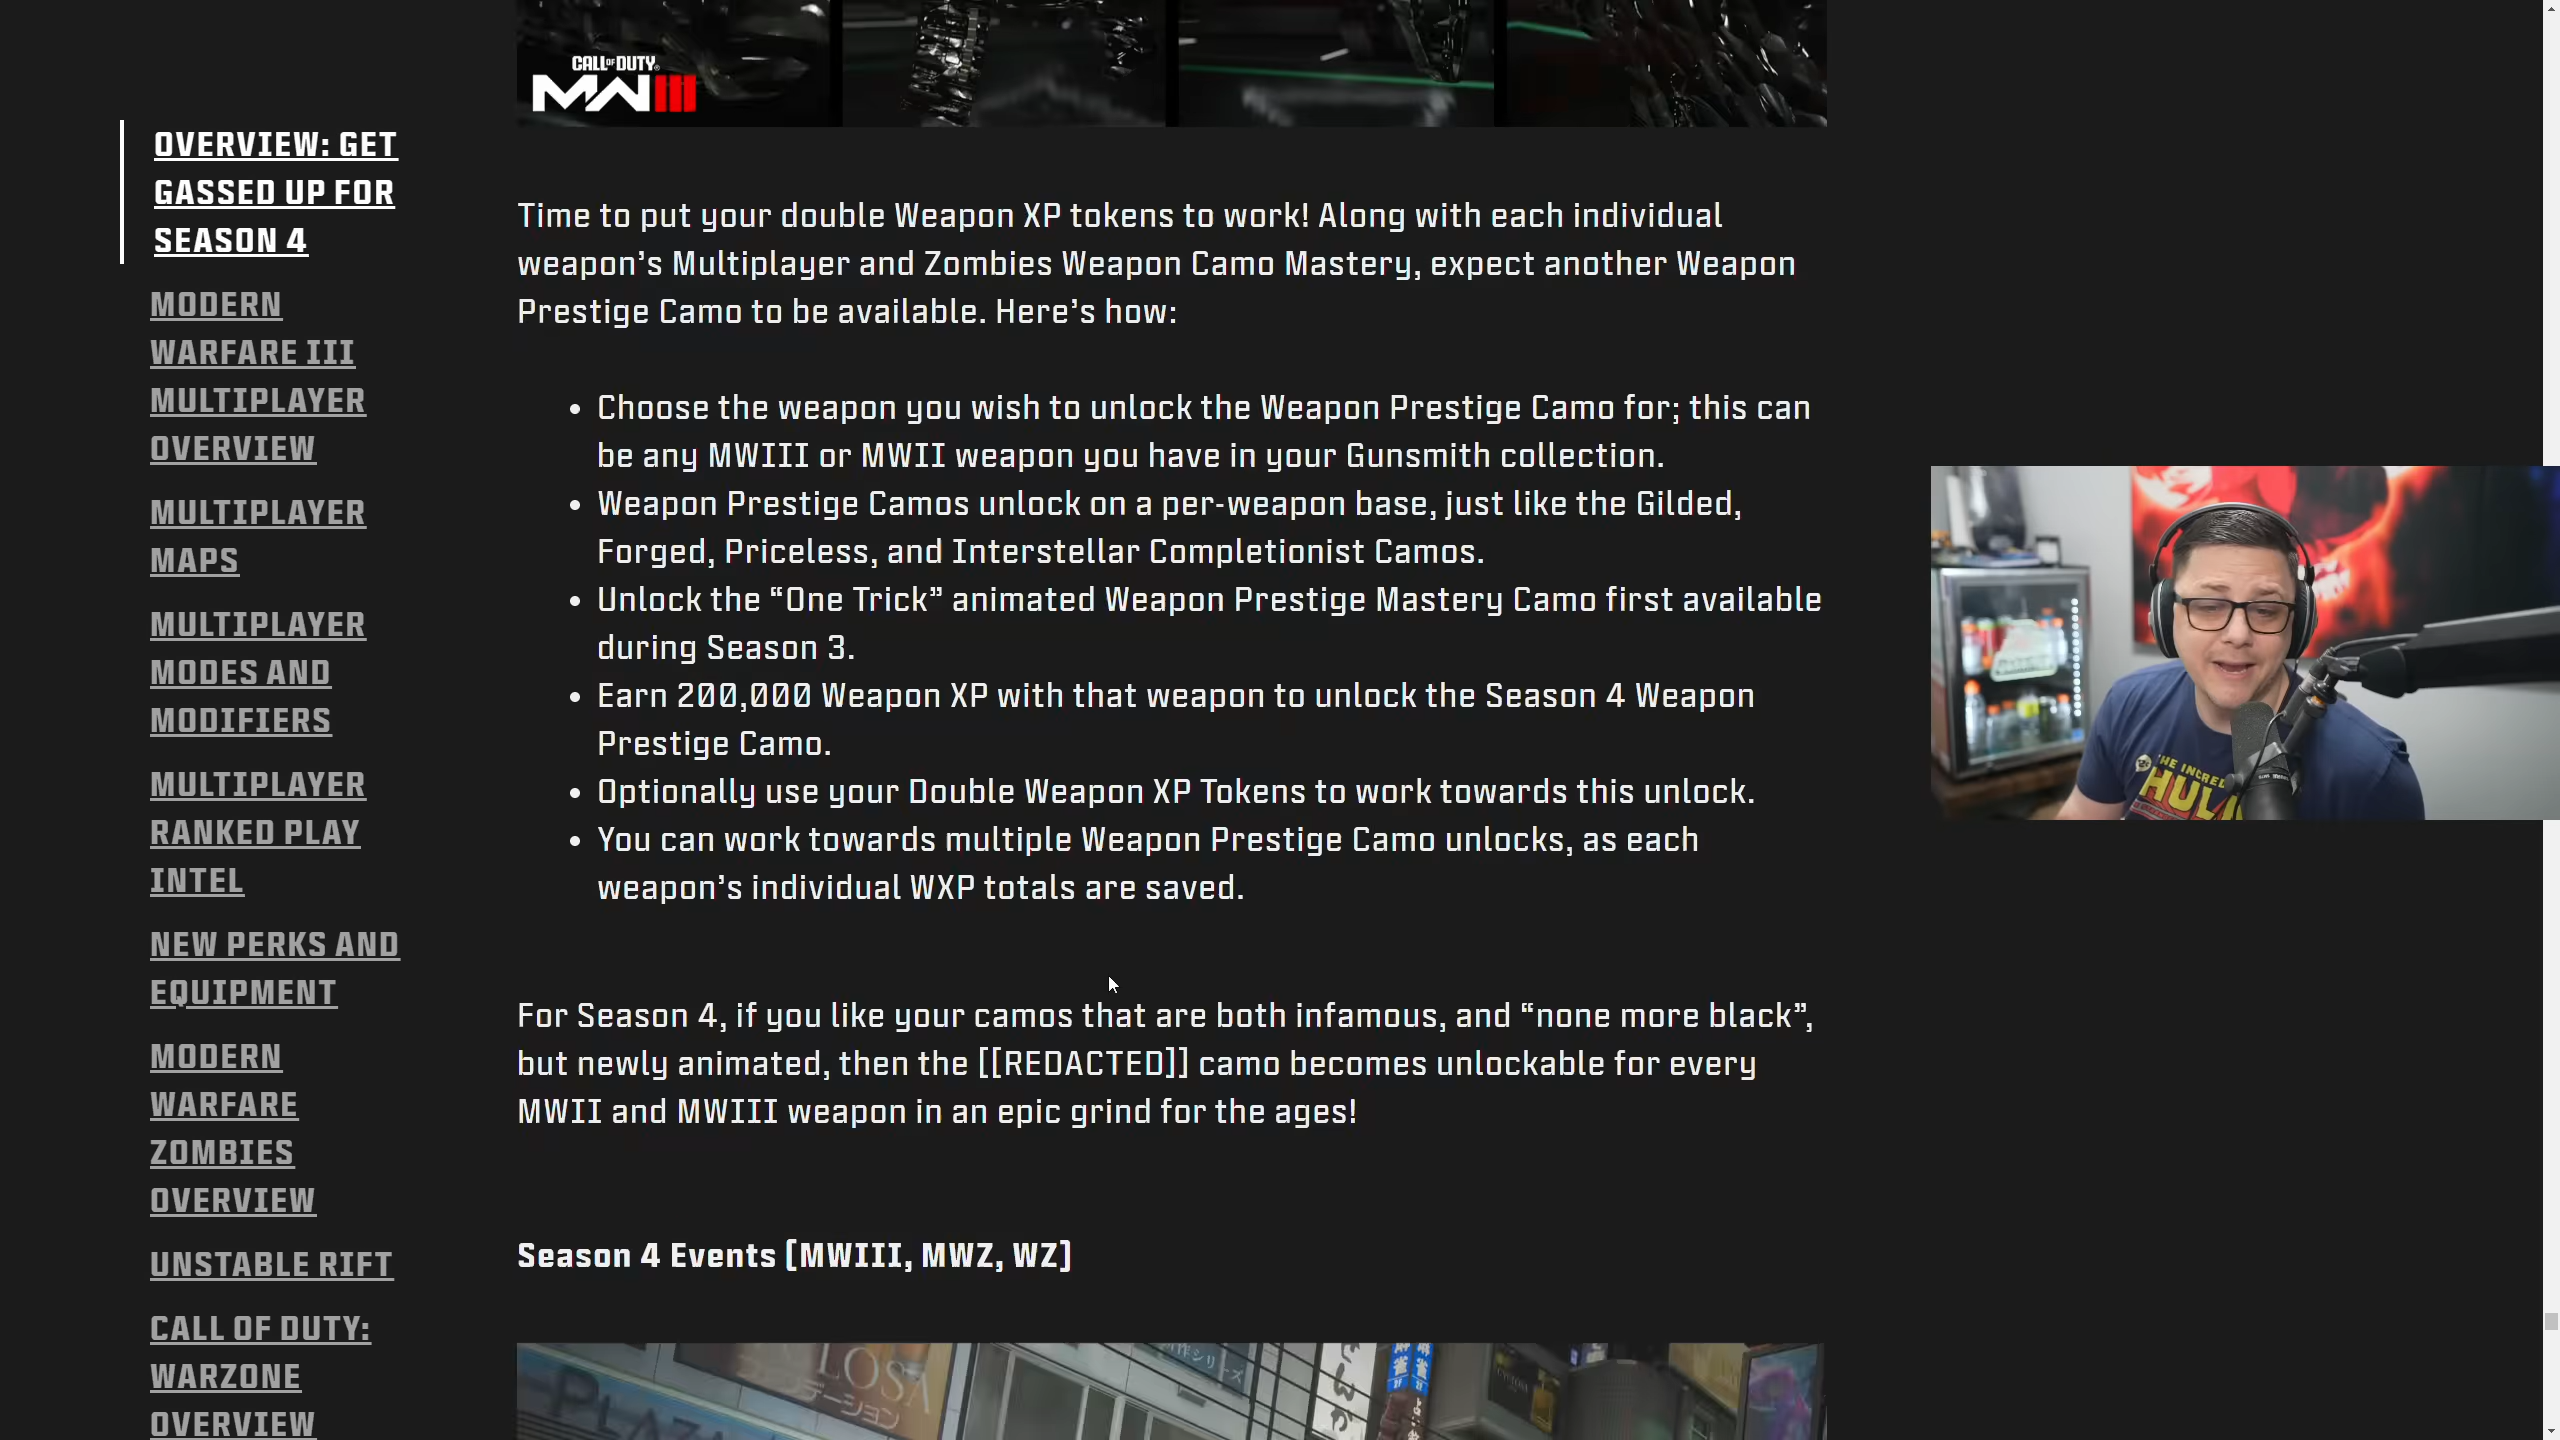 CALL OF DUTY
MWIII
OVERVIEW: GET
GASSED UP FOR
SEASON 4
MODERN
WARFARE III
MULTIPLAYER
OVERVIEW
MULTIPLAYER
MAPS
MULTIPLAYER
MODES AND
MODIFIERS
MULTIPLAYER
RANKED PLAY
INTEL
NEW PERKS AND
EQUIPMENT
MODERN
WARFARE
ZOMBIES
OVERVIEW
UNSTABLE RIFT
CALL OF DUTY:
WARZONE
OVERVIEW
Time to put your double Weapon XP tokens to work! Along with each individual
weapon’s Multiplayer and Zombies Weapon Camo Mastery, expect another Weapon
Prestige Camo to be available. Here’s how:
• Choose the weapon you wish to unlock the Weapon Prestige Camo for; this can
be any MWIII or MWII weapon you have in your Gunsmith collection.
• Weapon Prestige Camos unlock on a per-weapon base, just like the Gilded,
Forged, Priceless, and Interstellar Completionist Camos.
• Unlock the “One Trick” animated Weapon Prestige Mastery Camo first available
during Season 3.
• Earn 200,000 Weapon XP with that weapon to unlock the Season 4 Weapon
Prestige Camo.
• Optionally use your Double Weapon XP Tokens to work towards this unlock.
• You can work towards multiple Weapon Prestige Camo unlocks, as each
weapon’s individual WXP totals are saved.
For Season 4, if you like your camos that are both infamous, and “none more black”,
but newly animated, then the [[REDACTED]] camo becomes unlockable for every
MWII and MWIII weapon in an epic grind for the ages!
Season 4 Events [MWIII, MWZ, WZ]
PLAZA
THE INCRED
HUL